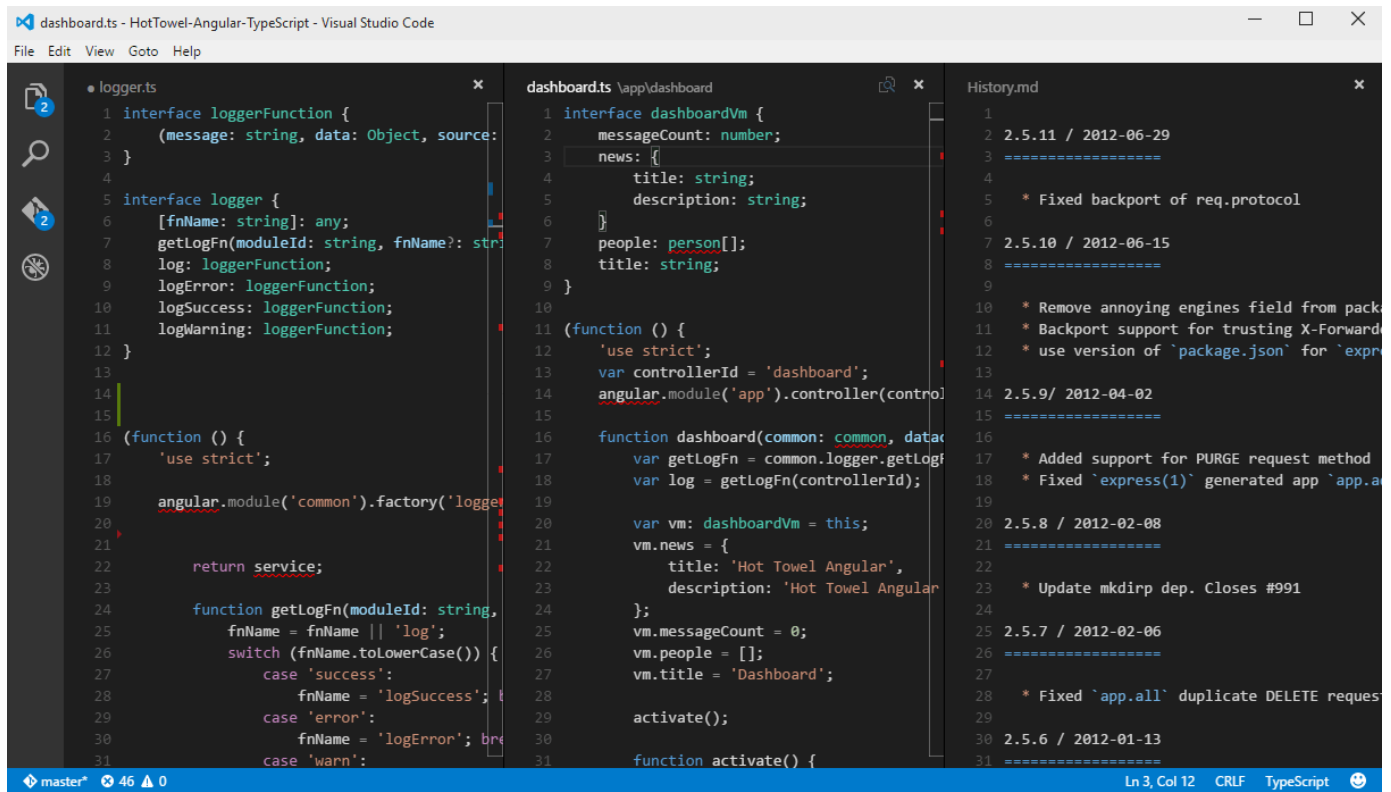 dashboard.ts - HotTowel-Angular-TypeScript - Visual Studio Code
File Edit View Goto Help
2
2
● logger.ts
1 interface loggerFunction {
2     (message: string, data: Object, source:
3 }
4
5 interface logger {
6     [fnName: string]: any;
7     getLogFn(moduleId: string, fnName?: stri
8     log: loggerFunction;
9     logError: loggerFunction;
10     logSuccess: loggerFunction;
11     logWarning: loggerFunction;
12 }
13
14
15
16 (function () {
17     'use strict';
18
19     angular.module('common').factory('logger
20
21
22         return service;
23
24         function getLogFn(moduleId: string,
25             fnName = fnName || 'log';
26             switch (fnName.toLowerCase()) {
27                 case 'success':
28                     fnName = 'logSuccess'; b
29                 case 'error':
30                     fnName = 'logError'; bre
31                 case 'warn':
dashboard.ts \app\dashboard
1 interface dashboardVm {
2     messageCount: number;
3     news: {
4         title: string;
5         description: string;
6     }
7     people: person[];
8     title: string;
9 }
10
11 (function () {
12     'use strict';
13     var controllerId = 'dashboard';
14     angular.module('app').controller(control
15
16     function dashboard(common: common, datac
17         var getLogFn = common.logger.getLogF
18         var log = getLogFn(controllerId);
19
20         var vm: dashboardVm = this;
21         vm.news = {
22             title: 'Hot Towel Angular',
23             description: 'Hot Towel Angular
24         };
25         vm.messageCount = 0;
26         vm.people = [];
27         vm.title = 'Dashboard';
28
29         activate();
30
31         function activate() {
History.md
1
2 2.5.11 / 2012-06-29
3 ==================
4
5   * Fixed backport of req.protocol
6
7 2.5.10 / 2012-06-15
8 ==================
9
10   * Remove annoying engines field from packa
11   * Backport support for trusting X-Forwarde
12   * use version of `package.json` for `expre
13
14 2.5.9/ 2012-04-02
15 ==================
16
17   * Added support for PURGE request method
18   * Fixed `express(1)` generated app `app.ad
19
20 2.5.8 / 2012-02-08
21 ==================
22
23   * Update mkdirp dep. Closes #991
24
25 2.5.7 / 2012-02-06
26 ==================
27
28   * Fixed `app.all` duplicate DELETE request
29
30 2.5.6 / 2012-01-13
31 ==================
master* 46 0 Ln 3, Col 12 CRLF TypeScript